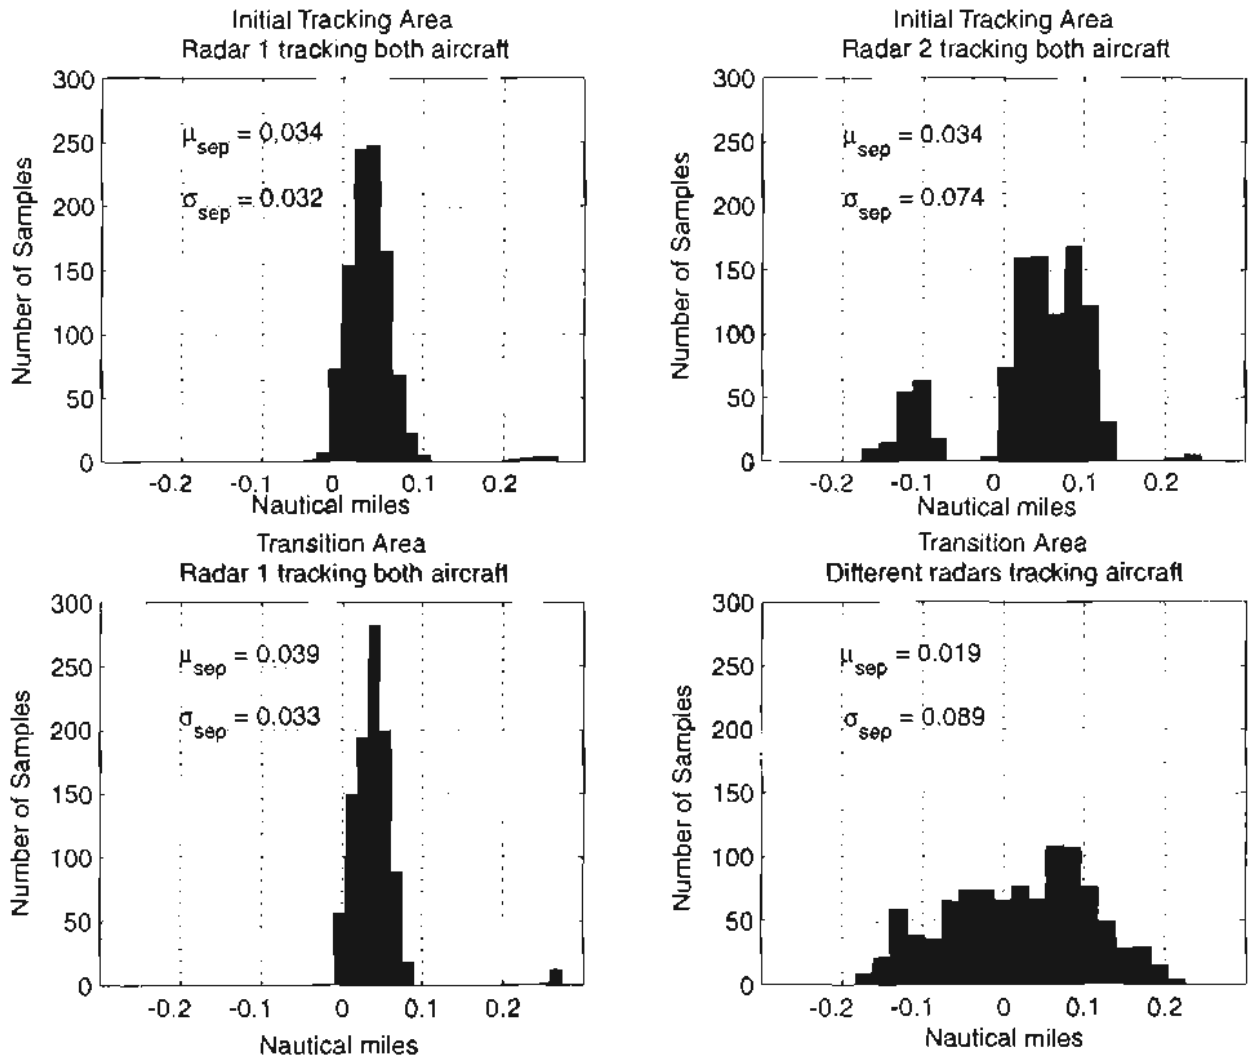 Initial Tracking Area
Radar 1 tracking both aircraft
300
250
200
150
100
50
0
Number of Samples
μsep = 0.034
σsep = 0.032
-0.2 -0.1 0 0.1 0.2
Nautical miles
Initial Tracking Area
Radar 2 tracking both aircraft
300
250
200
150
100
50
0
Number of Samples
μsep = 0.034
σsep = 0.074
-0.2 -0.1 0 0.1 0.2
Nautical miles
Transition Area
Radar 1 tracking both aircraft
300
250
200
150
100
50
0
Number of Samples
μsep = 0.039
σsep = 0.033
-0.2 -0.1 0 0.1 0.2
Nautical miles
Transition Area
Different radars tracking aircraft
300
250
200
150
100
50
0
Number of Samples
μsep = 0.019
σsep = 0.089
-0.2 -0.1 0 0.1 0.2
Nautical miles